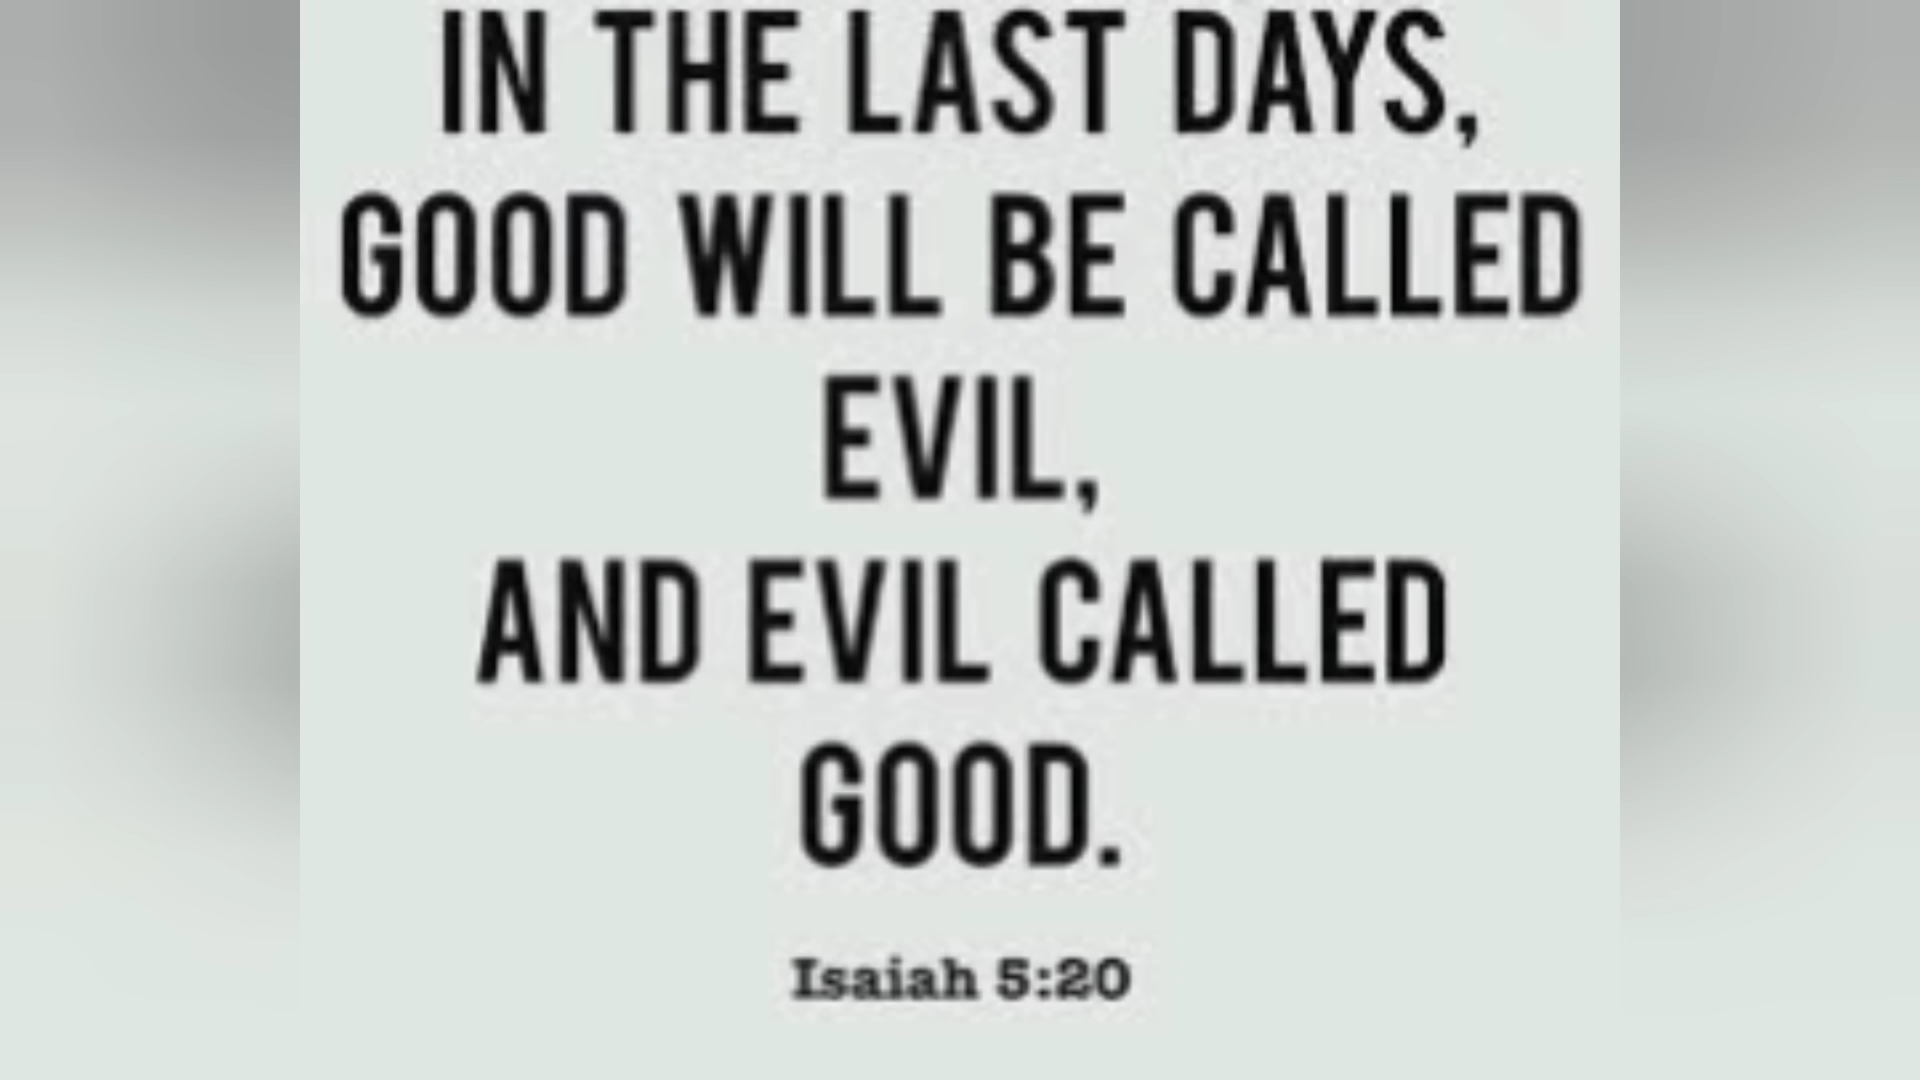 IN THE LAST DAYS,
GOOD WILL BE CALLED
EVIL,
AND EVIL CALLED
GOOD.
Isaiah 5:20